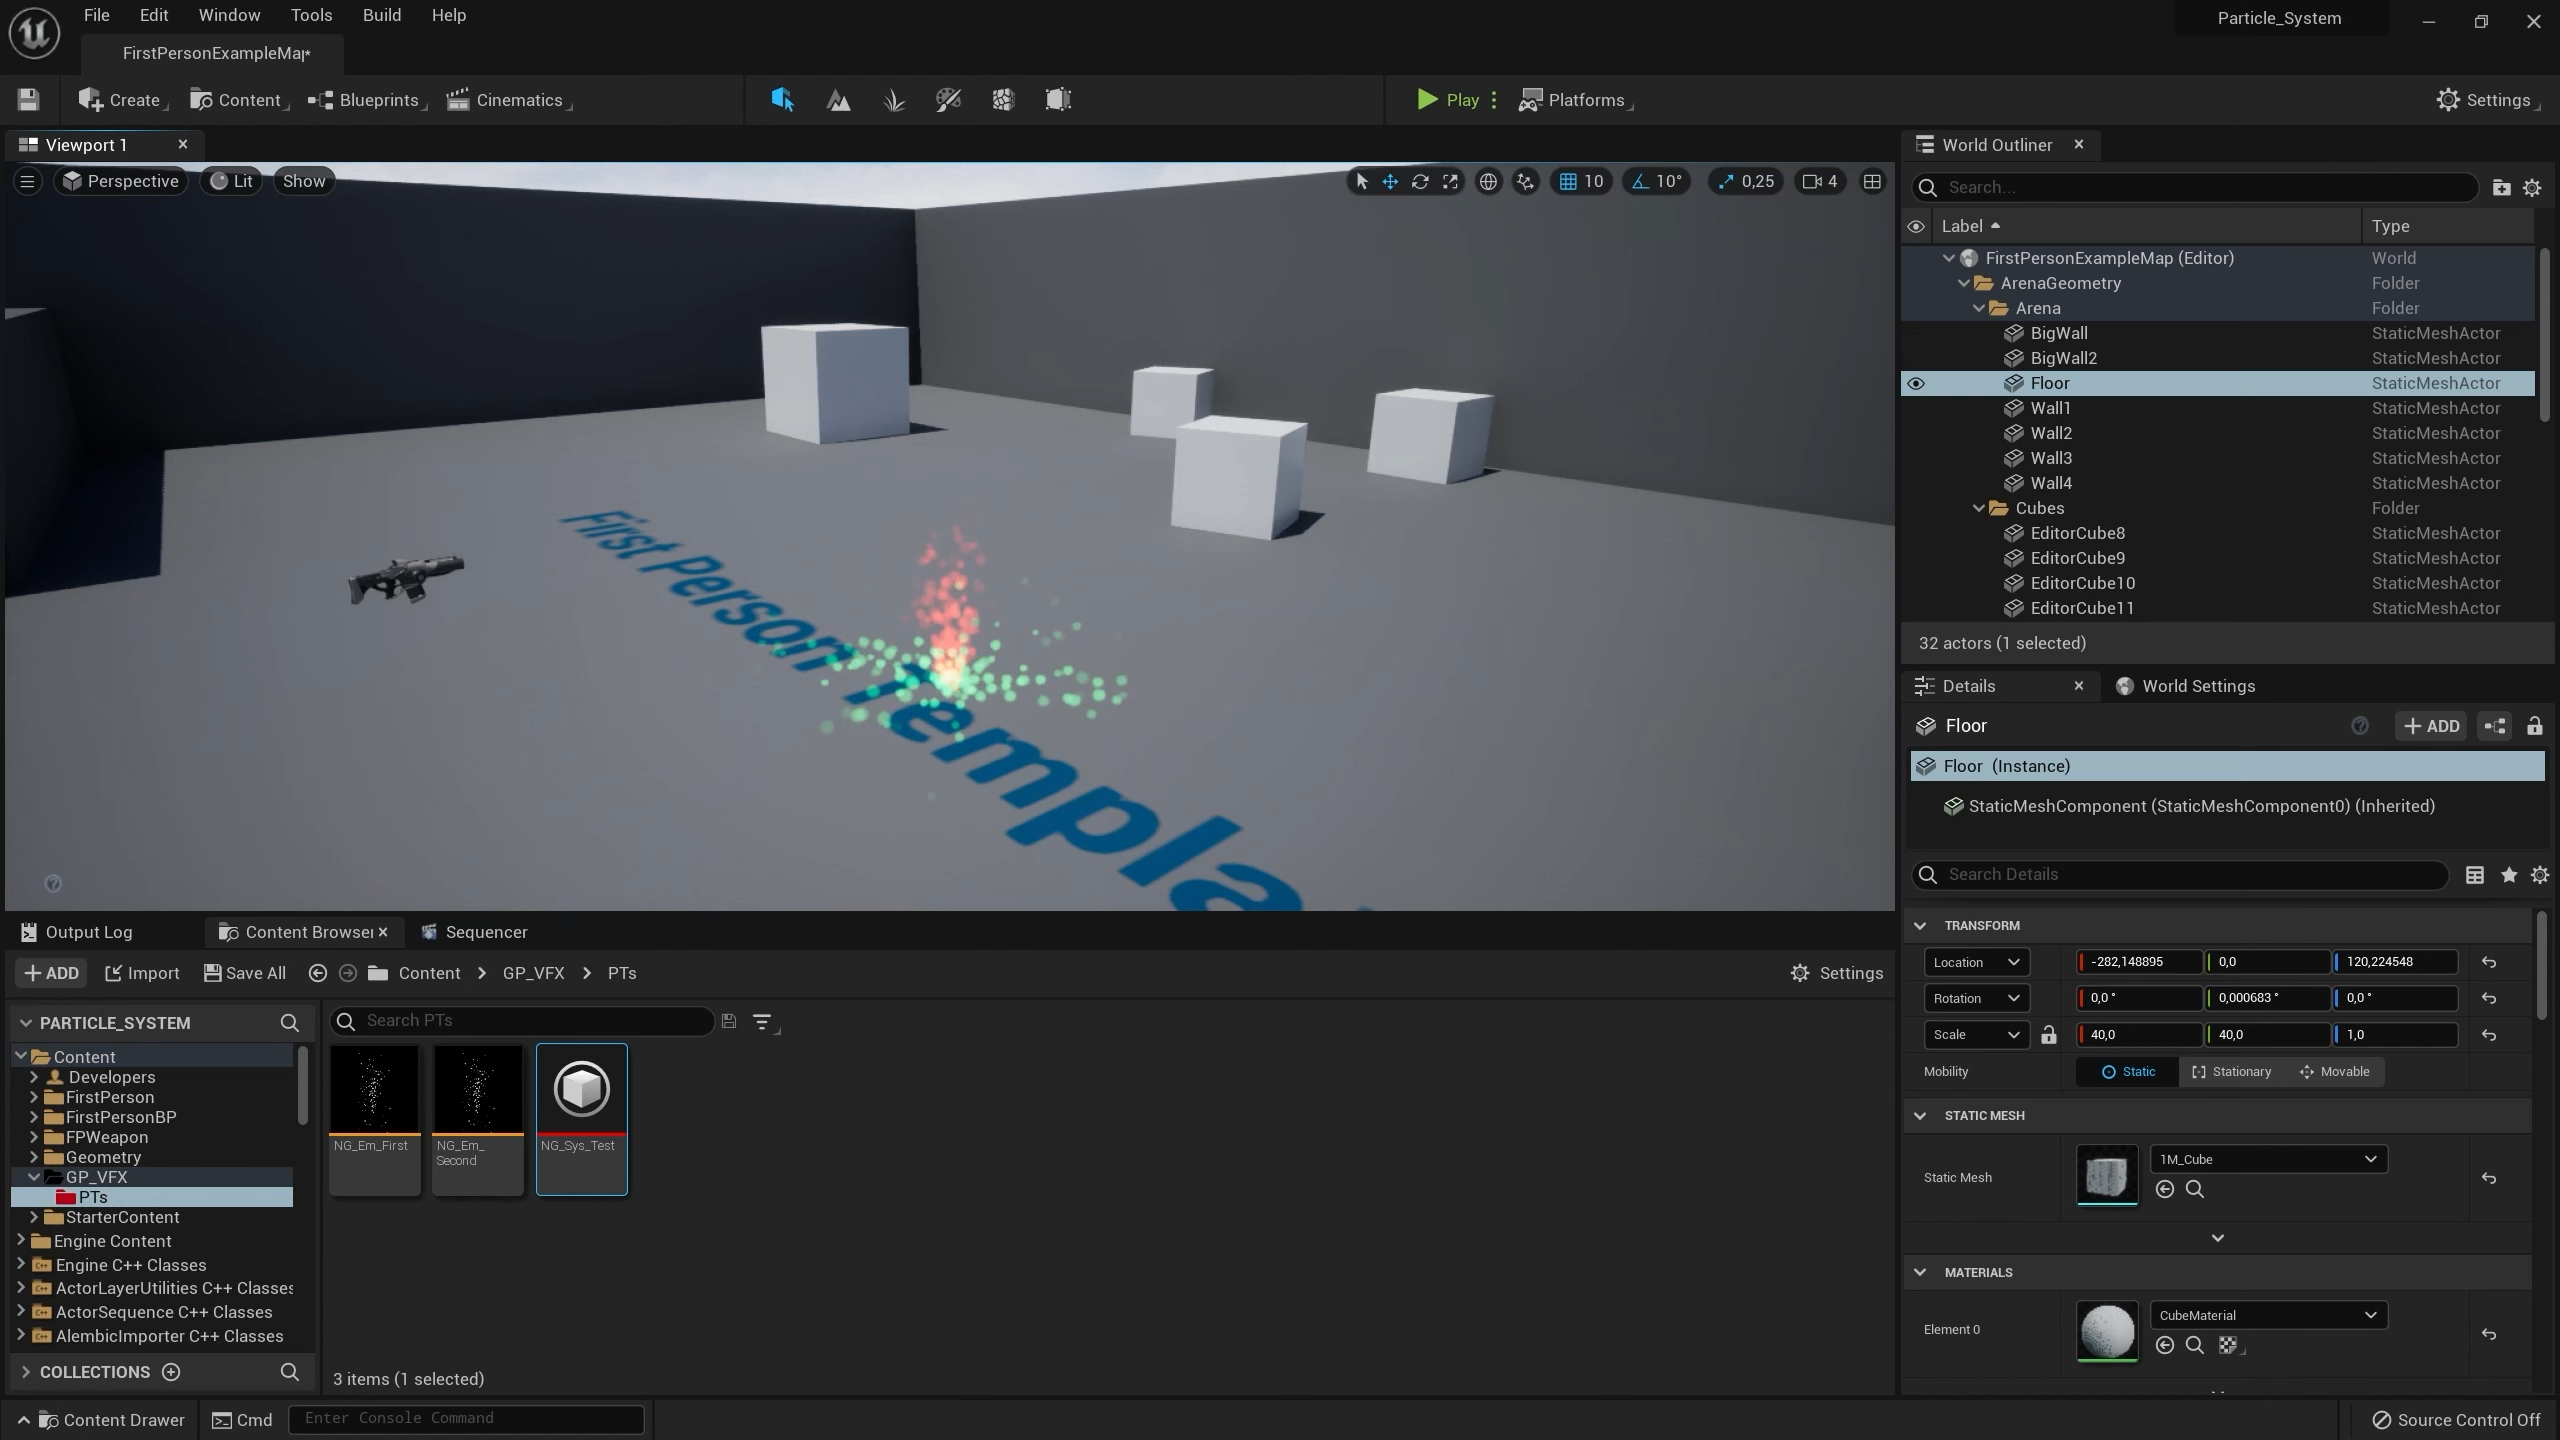 File Edit Window Tools Build Help
Particle_System
FirstPersonExampleMap*
Create Content Blueprints Cinematics
Play Platforms Settings
Viewport 1
Perspective Lit Show
10 10° 0,25 4
First Person Templa
World Outliner
Search...
Label Type
FirstPersonExampleMap (Editor) World
ArenaGeometry Folder
Arena Folder
BigWall StaticMeshActor
BigWall2 StaticMeshActor
Floor StaticMeshActor
Wall1 StaticMeshActor
Wall2 StaticMeshActor
Wall3 StaticMeshActor
Wall4 StaticMeshActor
Cubes Folder
EditorCube8 StaticMeshActor
EditorCube9 StaticMeshActor
EditorCube10 StaticMeshActor
EditorCube11 StaticMeshActor
32 actors (1 selected)
Details World Settings
Floor ADD
Floor (Instance)
StaticMeshComponent (StaticMeshComponent0) (Inherited)
Search Details
TRANSFORM
Location -282,148895 0,0 120,224548
Rotation 0,0° 0,000683° 0,0°
Scale 40,0 40,0 1,0
Mobility Static Stationary Movable
STATIC MESH
Static Mesh 1M_Cube
MATERIALS
Element 0 CubeMaterial
Output Log Content Browser Sequencer
ADD Import Save All Content GP_VFX PTs Settings
PARTICLE_SYSTEM
Content
Developers
FirstPerson
FirstPersonBP
FPWeapon
Geometry
GP_VFX
PTs
StarterContent
Engine Content
Engine C++ Classes
ActorLayerUtilities C++ Classes
ActorSequence C++ Classes
AlembicImporter C++ Classes
COLLECTIONS
Search PTs
NG_Em_First
NG_Em_
Second
NG_Sys_Test
3 items (1 selected)
Content Drawer Cmd Enter Console Command
Source Control Off